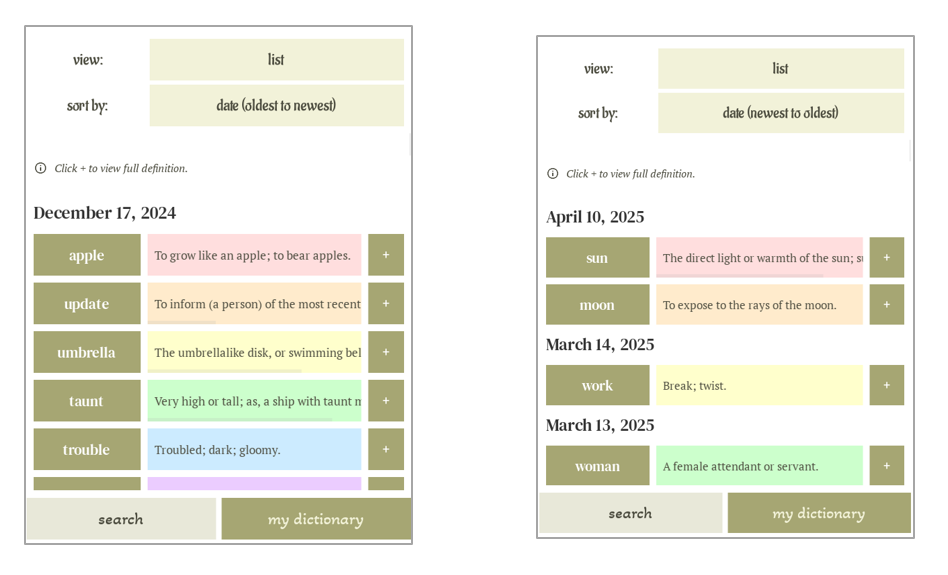 view:
list
sort by:
date (oldest to newest)
Click + to view full definition.
December 17, 2024
apple
To grow like an apple; to bear apples.
+
update
To inform (a person) of the most recent
+
umbrella
The umbrellalike disk, or swimming bel
+
taunt
Very high or tall; as, a ship with taunt m
+
trouble
Troubled; dark; gloomy.
+
search
my dictionary
view:
list
sort by:
date (newest to oldest)
Click + to view full definition.
April 10, 2025
sun
The direct light or warmth of the sun; su
+
moon
To expose to the rays of the moon.
+
March 14, 2025
work
Break; twist.
+
March 13, 2025
woman
A female attendant or servant.
+
search
my dictionary